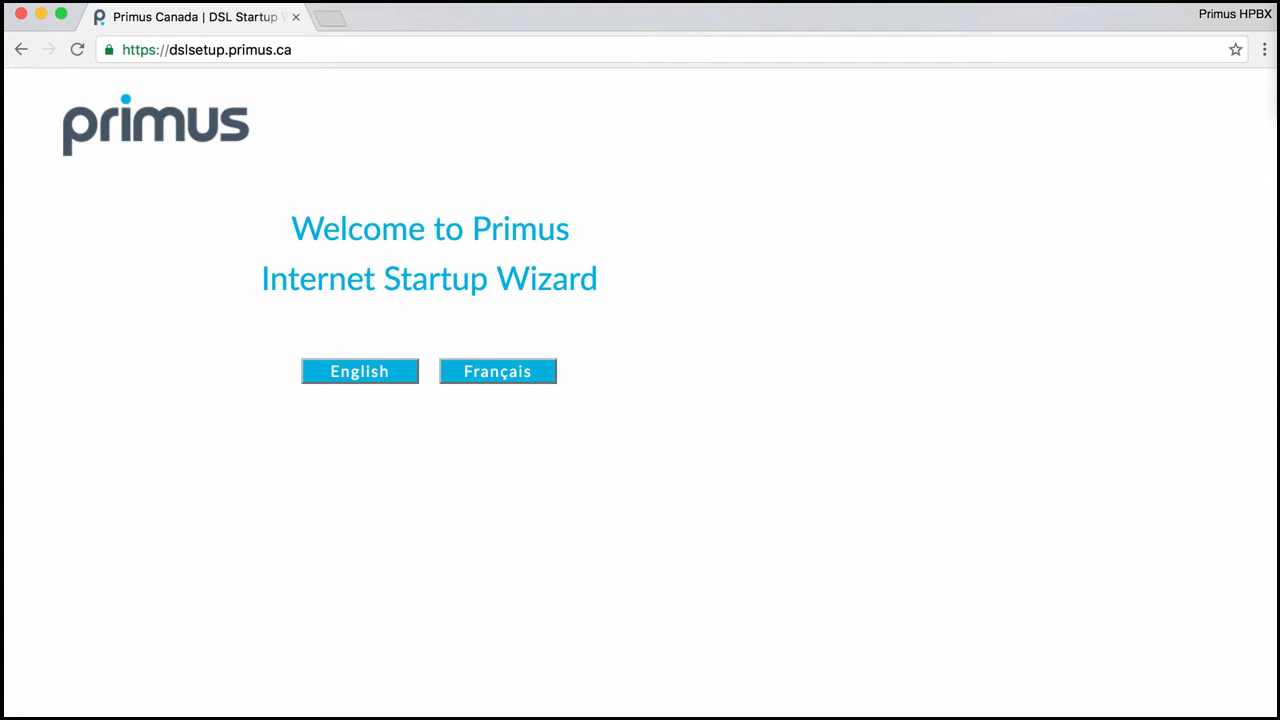 Primus Canada | DSL Startup
Primus HPBX
https://dslsetup.primus.ca
primus
Welcome to Primus
Internet Startup Wizard
English
Français